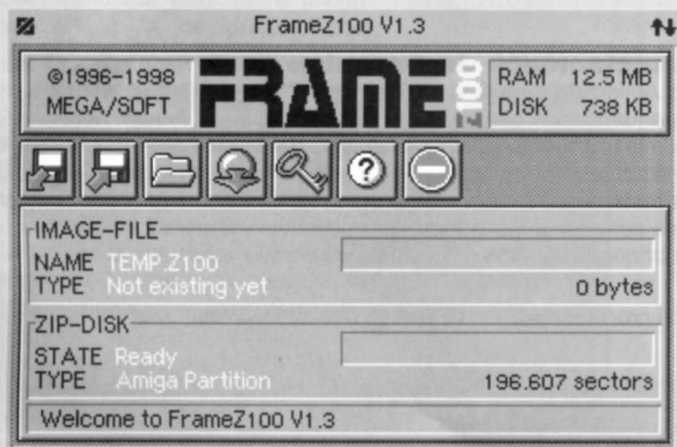 FrameZ100 V1.3
©1996-1998
MEGA/SOFT
FRAME
Z100
RAM 12.5 MB
DISK 738 KB
?
IMAGE-FILE
NAME TEMP.Z100
TYPE Not existing yet
0 bytes
ZIP-DISK
STATE Ready
TYPE Amiga Partition
196.607 sectors
Welcome to FrameZ100 V1.3